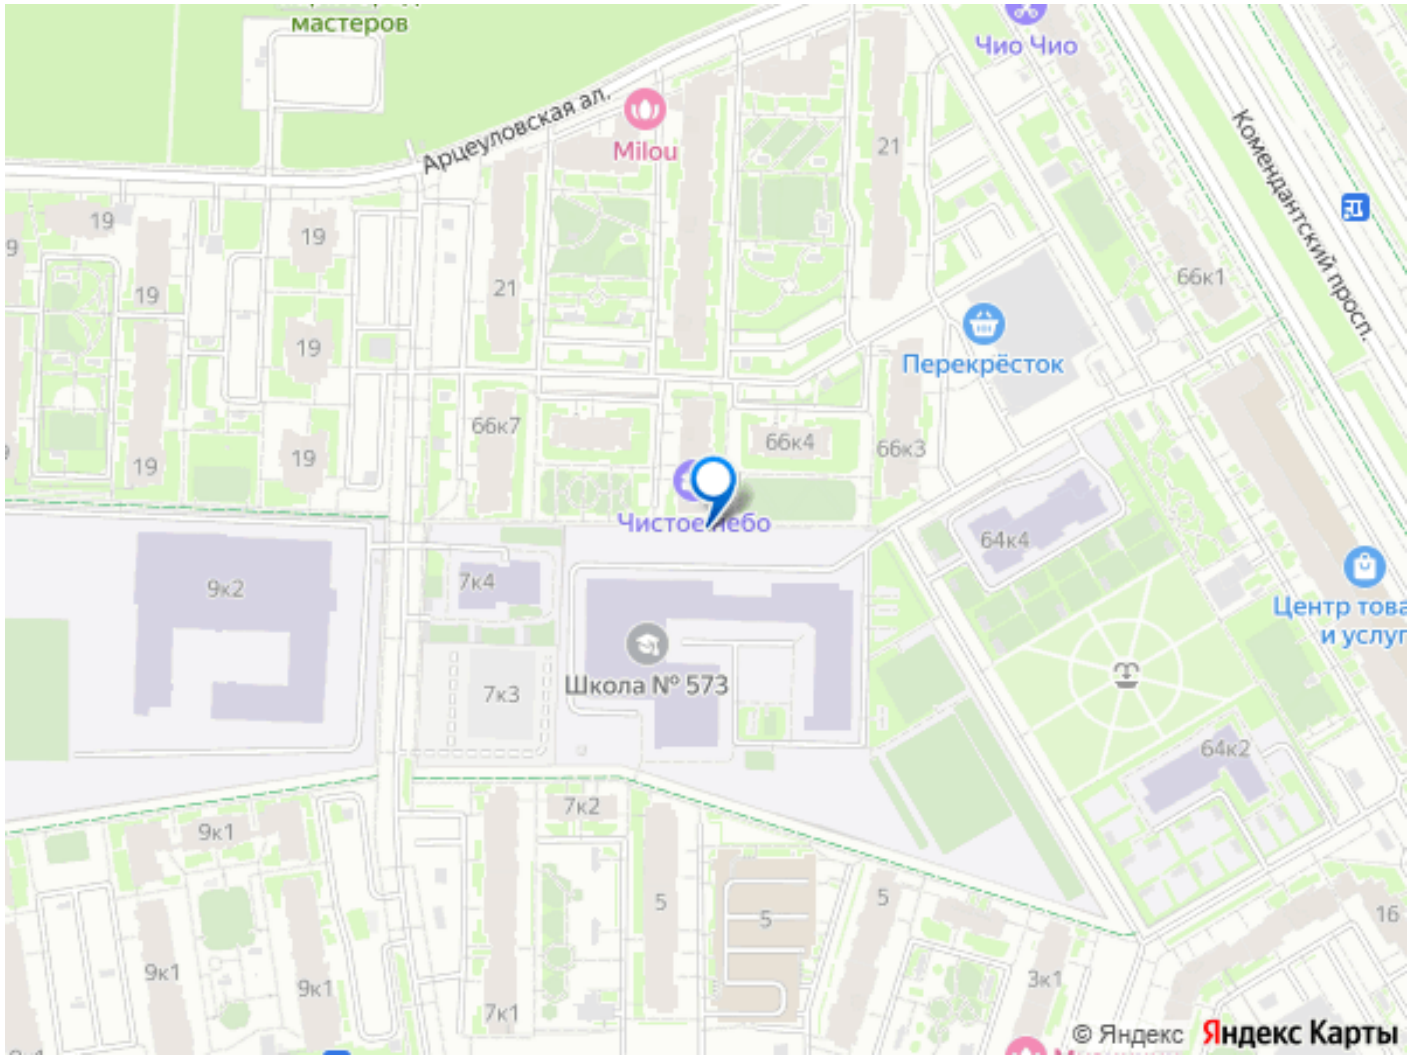 мастеров
Чио Чио
Арцеуловская ал.
Milou
21
Комендантский просп.
19
19
9
19
21
66к1
19
Перекрёсток
66к7
66к4
66к3
19
19
Чистое небо
64к4
9к2
7к4
Центр това
и услуг
Школа № 573
7к3
64к2
7к2
9к1
5
5
5
16
9к1
9к1
3к1
7к1
© Яндекс Яндекс Карты